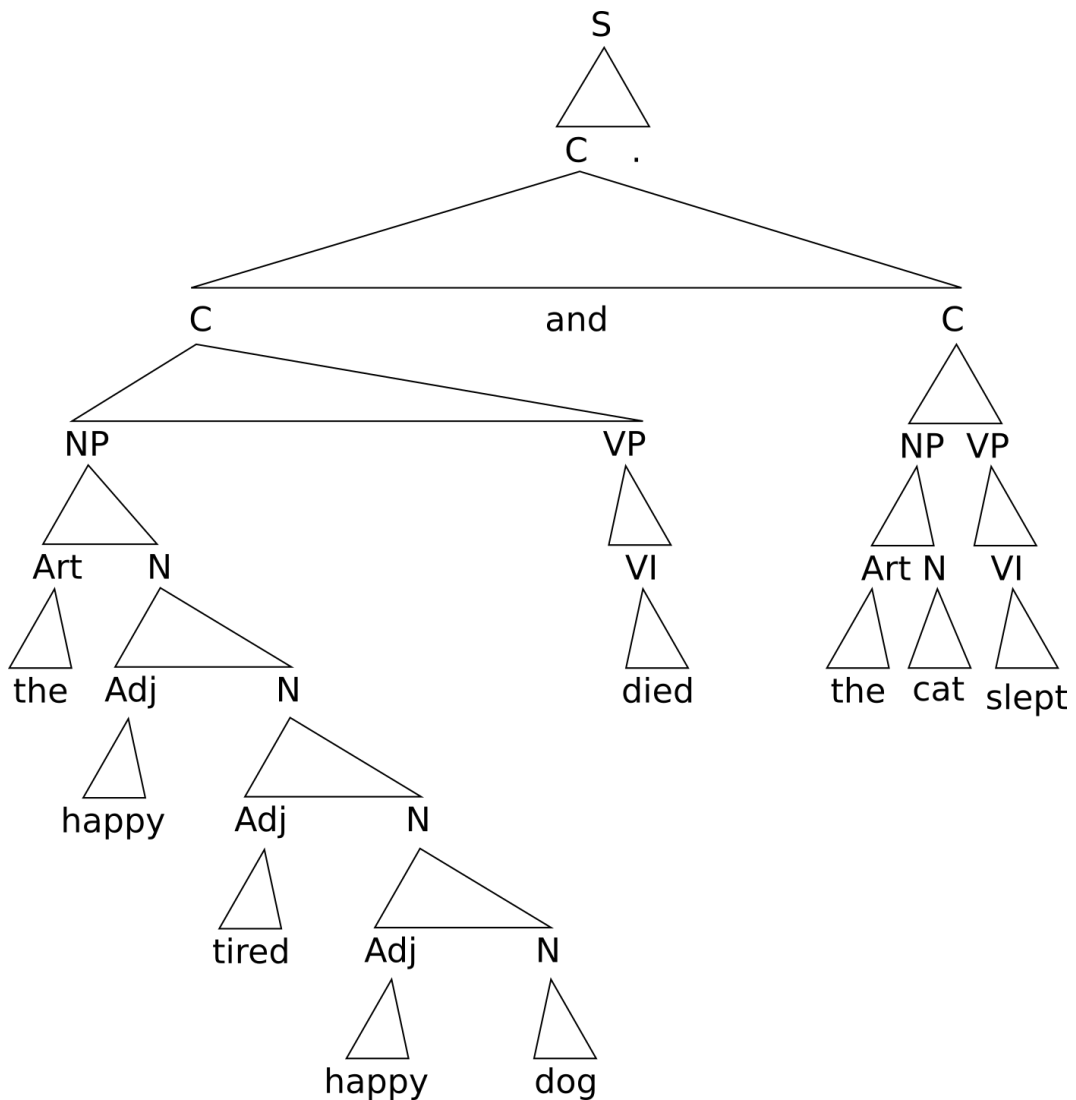 S
C .
C and C
NP VP NP VP
Art N VI Art N VI
the Adj N died the cat slept
happy Adj N
tired Adj N
happy dog